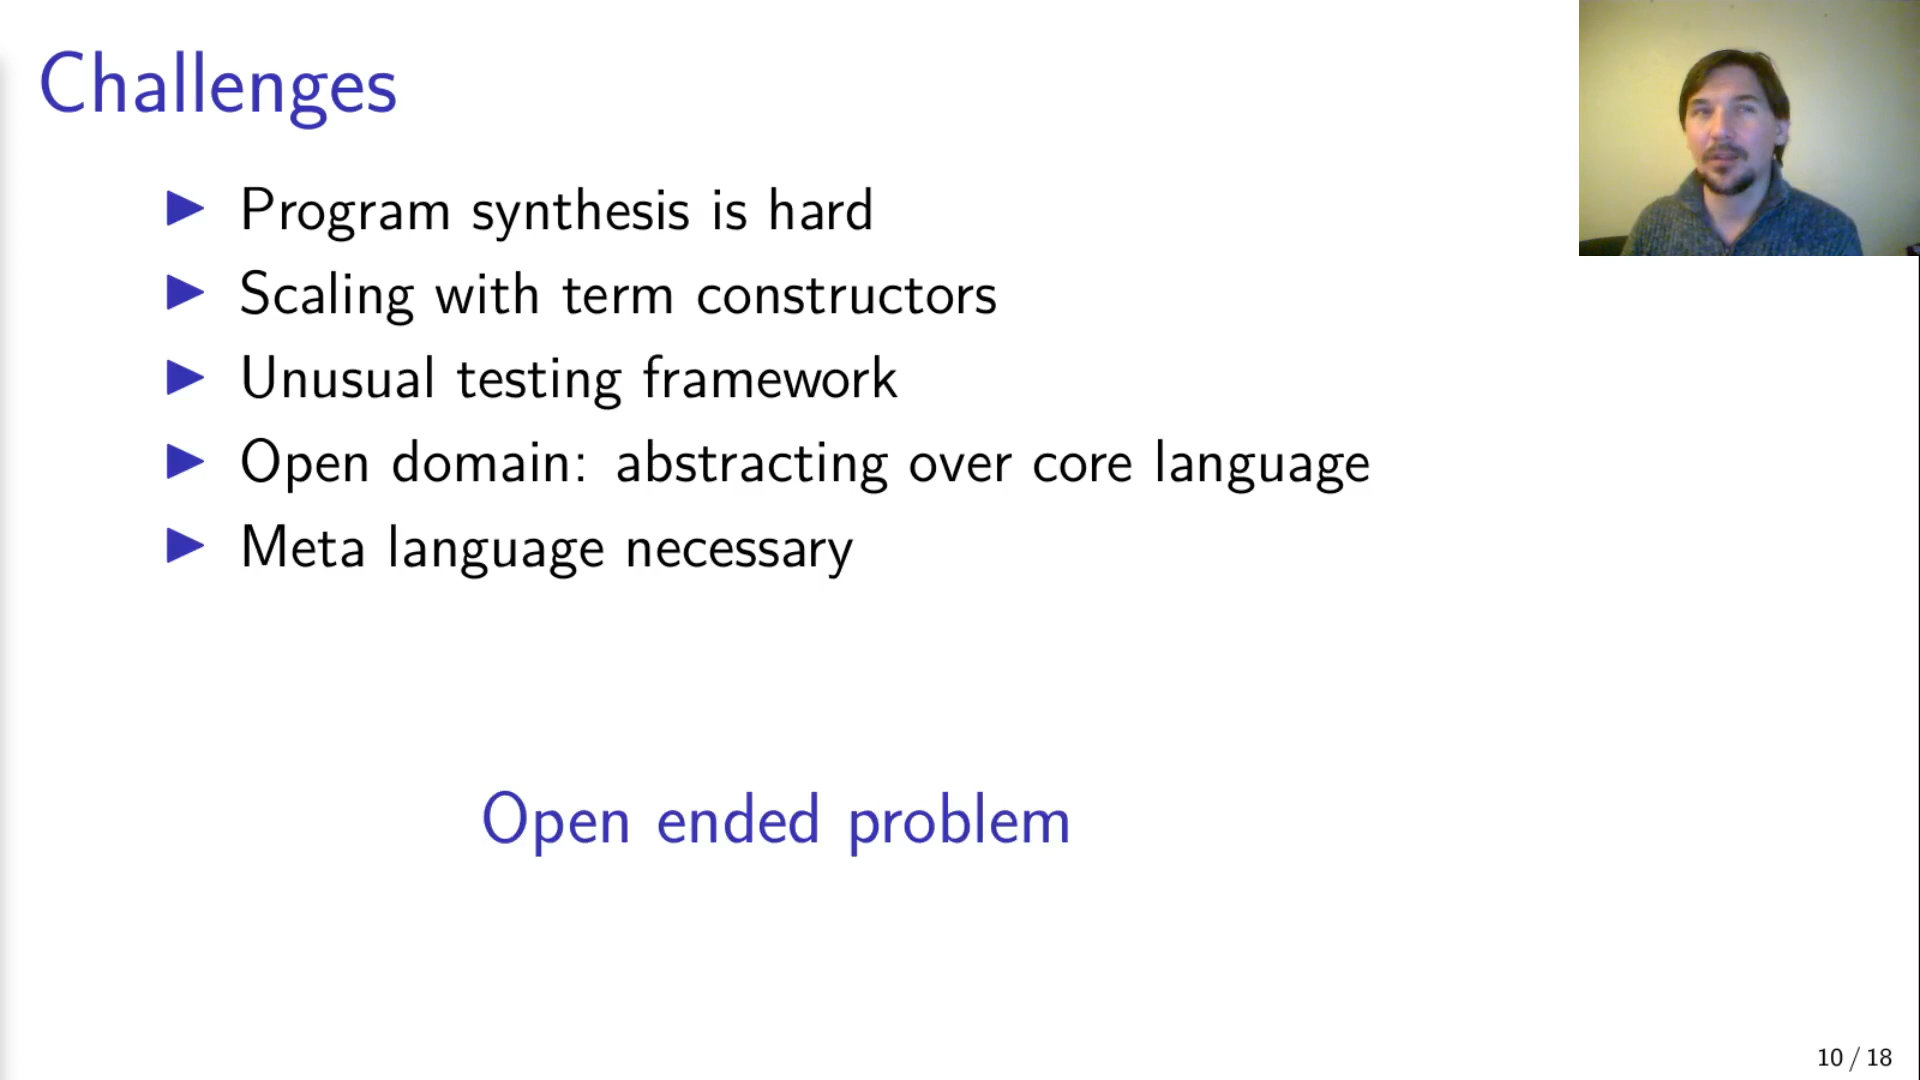 Challenges
Program synthesis is hard
Scaling with term constructors
Unusual testing framework
Open domain: abstracting over core language
Meta language necessary
Open ended problem
10 / 18